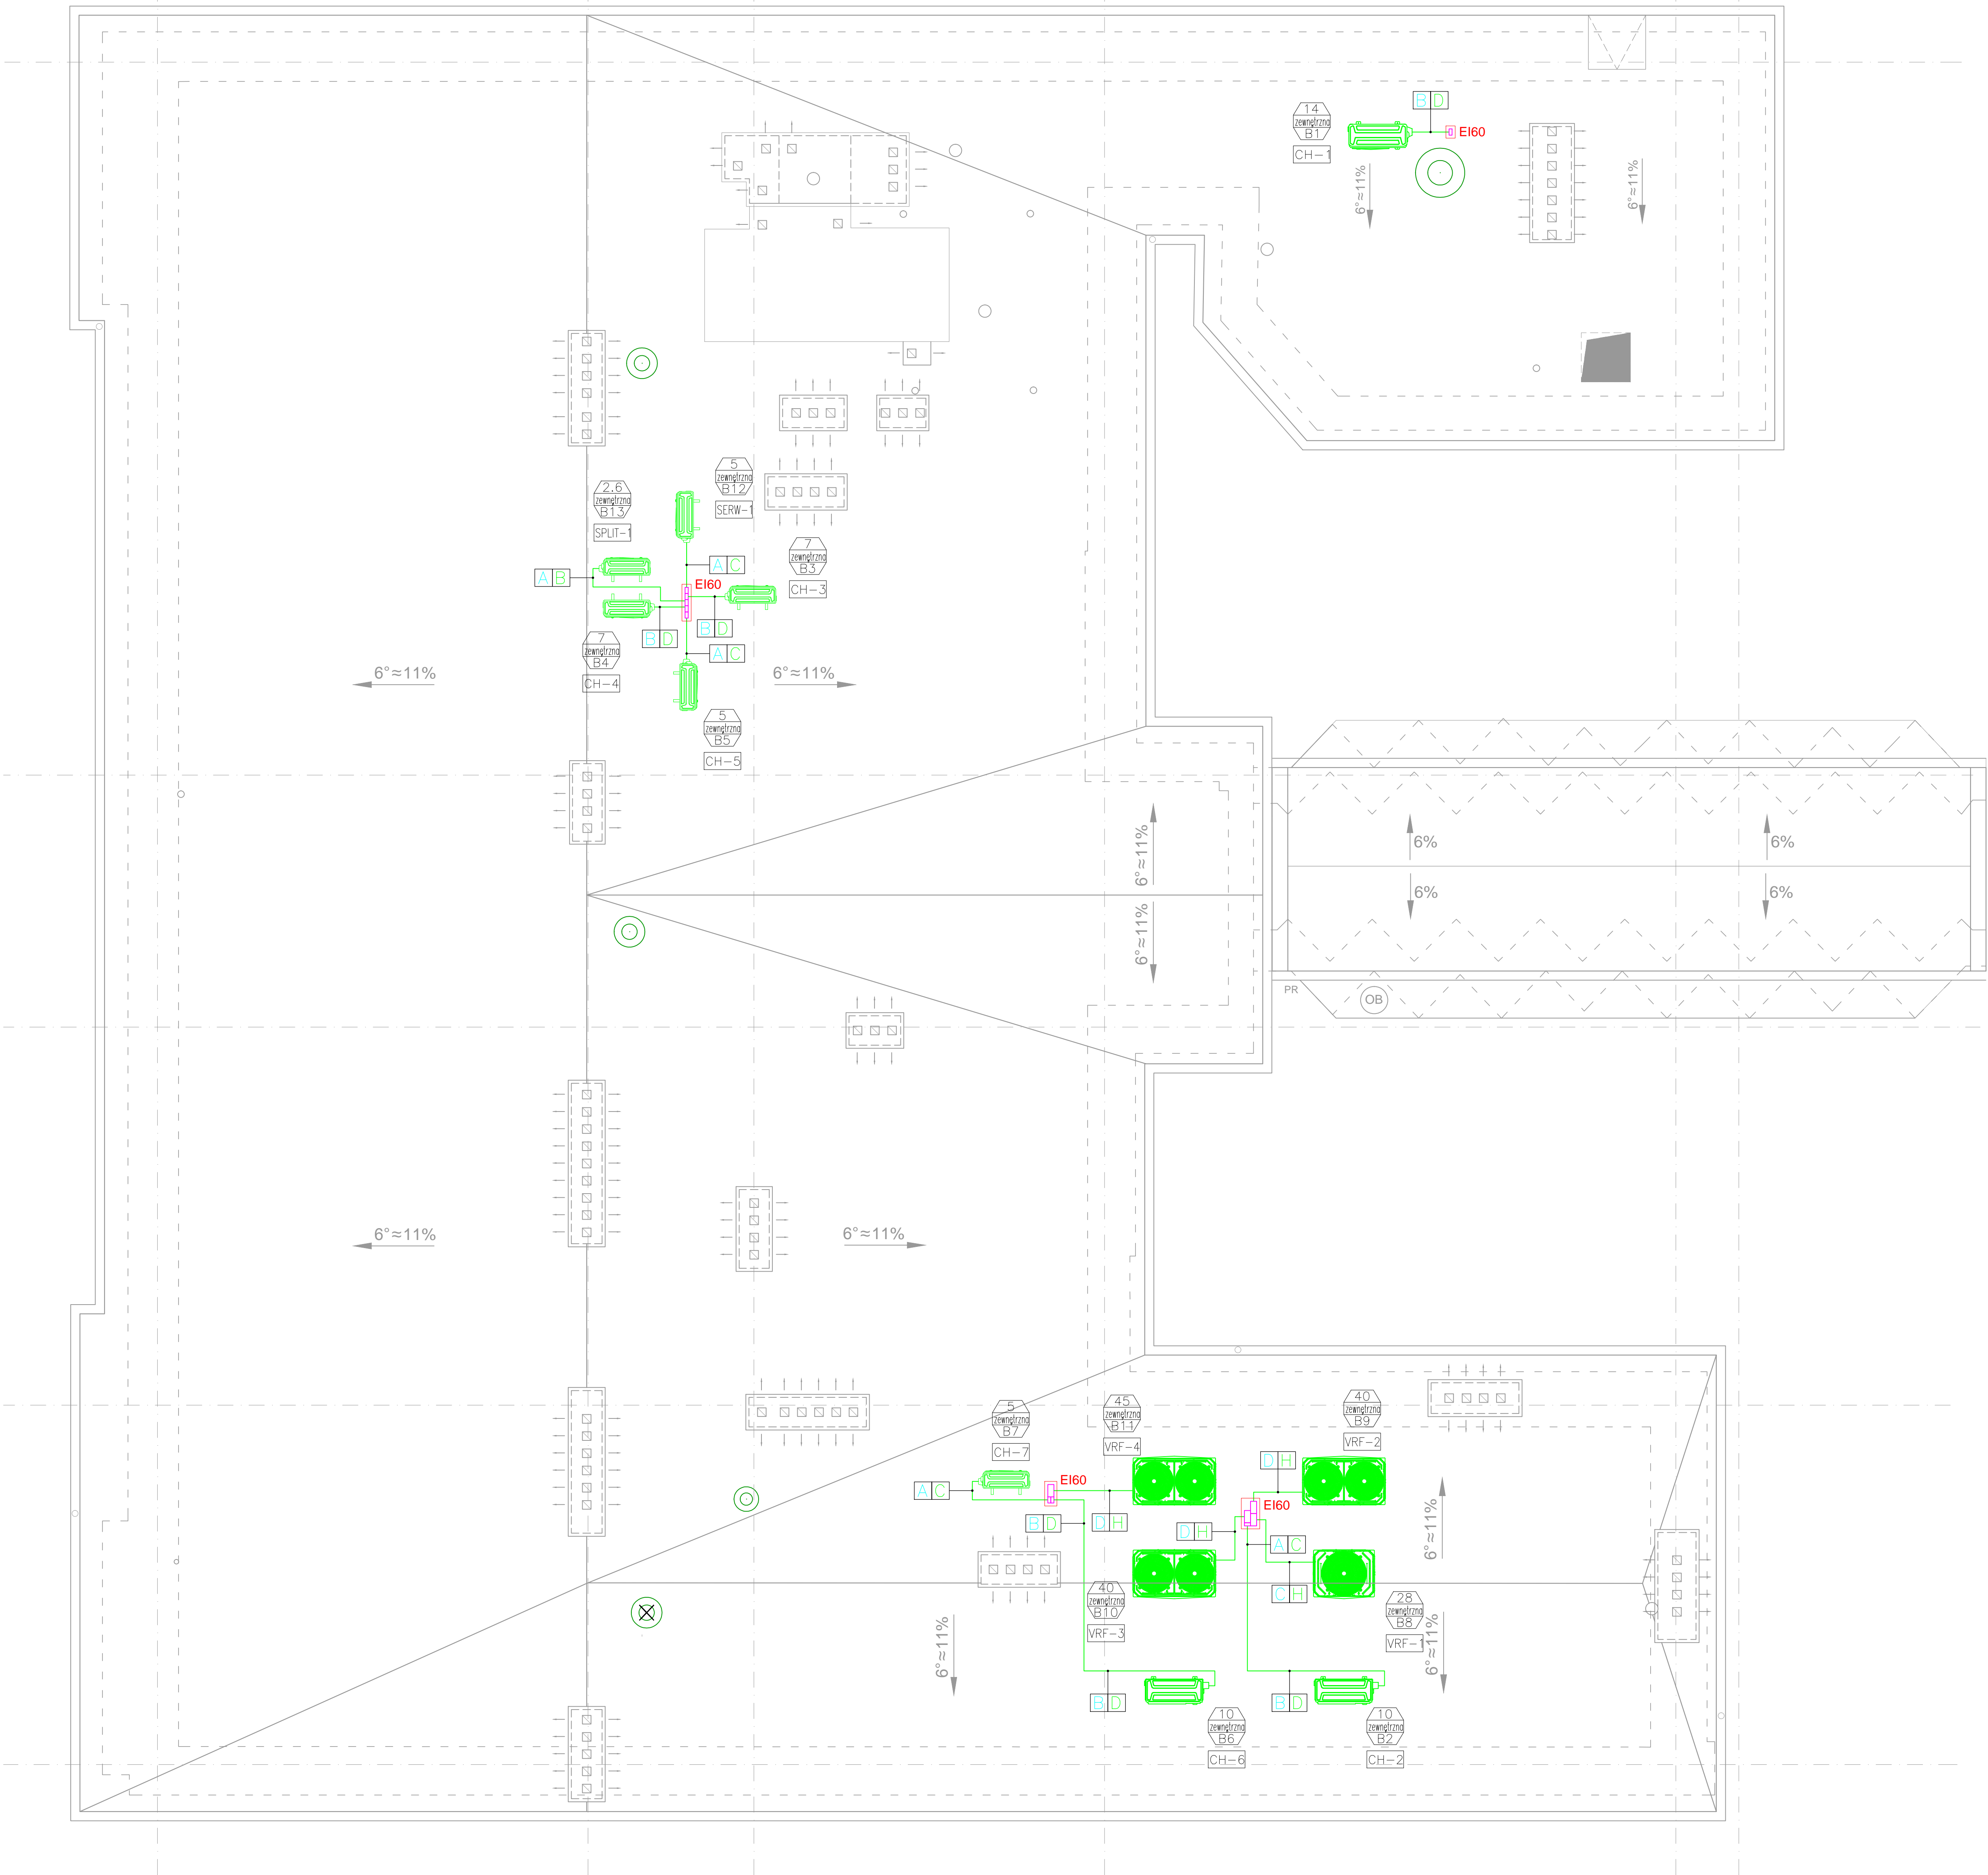 B D
14
zewnętrzna
B1
EI60
CH-1
6°≈11%
6°≈11%
5
zewnętrzna
B12
SERW-1
2.6
zewnętrzna
B13
SPLIT-1
7
zewnętrzna
B3
CH-3
A C
A B
EI60
B D
B D
A C
7
zewnętrzna
B4
CH-4
6°≈11%
6°≈11%
5
zewnętrzna
B5
CH-5
6°≈11%
6%
6%
6°≈11%
6%
6%
PR
OB
6°≈11%
6°≈11%
5
zewnętrzna
B7
CH-7
45
zewnętrzna
B11
VRF-4
40
zewnętrzna
B9
VRF-2
D H
EI60
A C
EI60
B D
D H
D H
A C
6°≈11%
C H
40
zewnętrzna
B10
VRF-3
28
zewnętrzna
B8
VRF-1
6°≈11%
6°≈11%
B D
B D
10
zewnętrzna
B6
CH-6
10
zewnętrzna
B2
CH-2